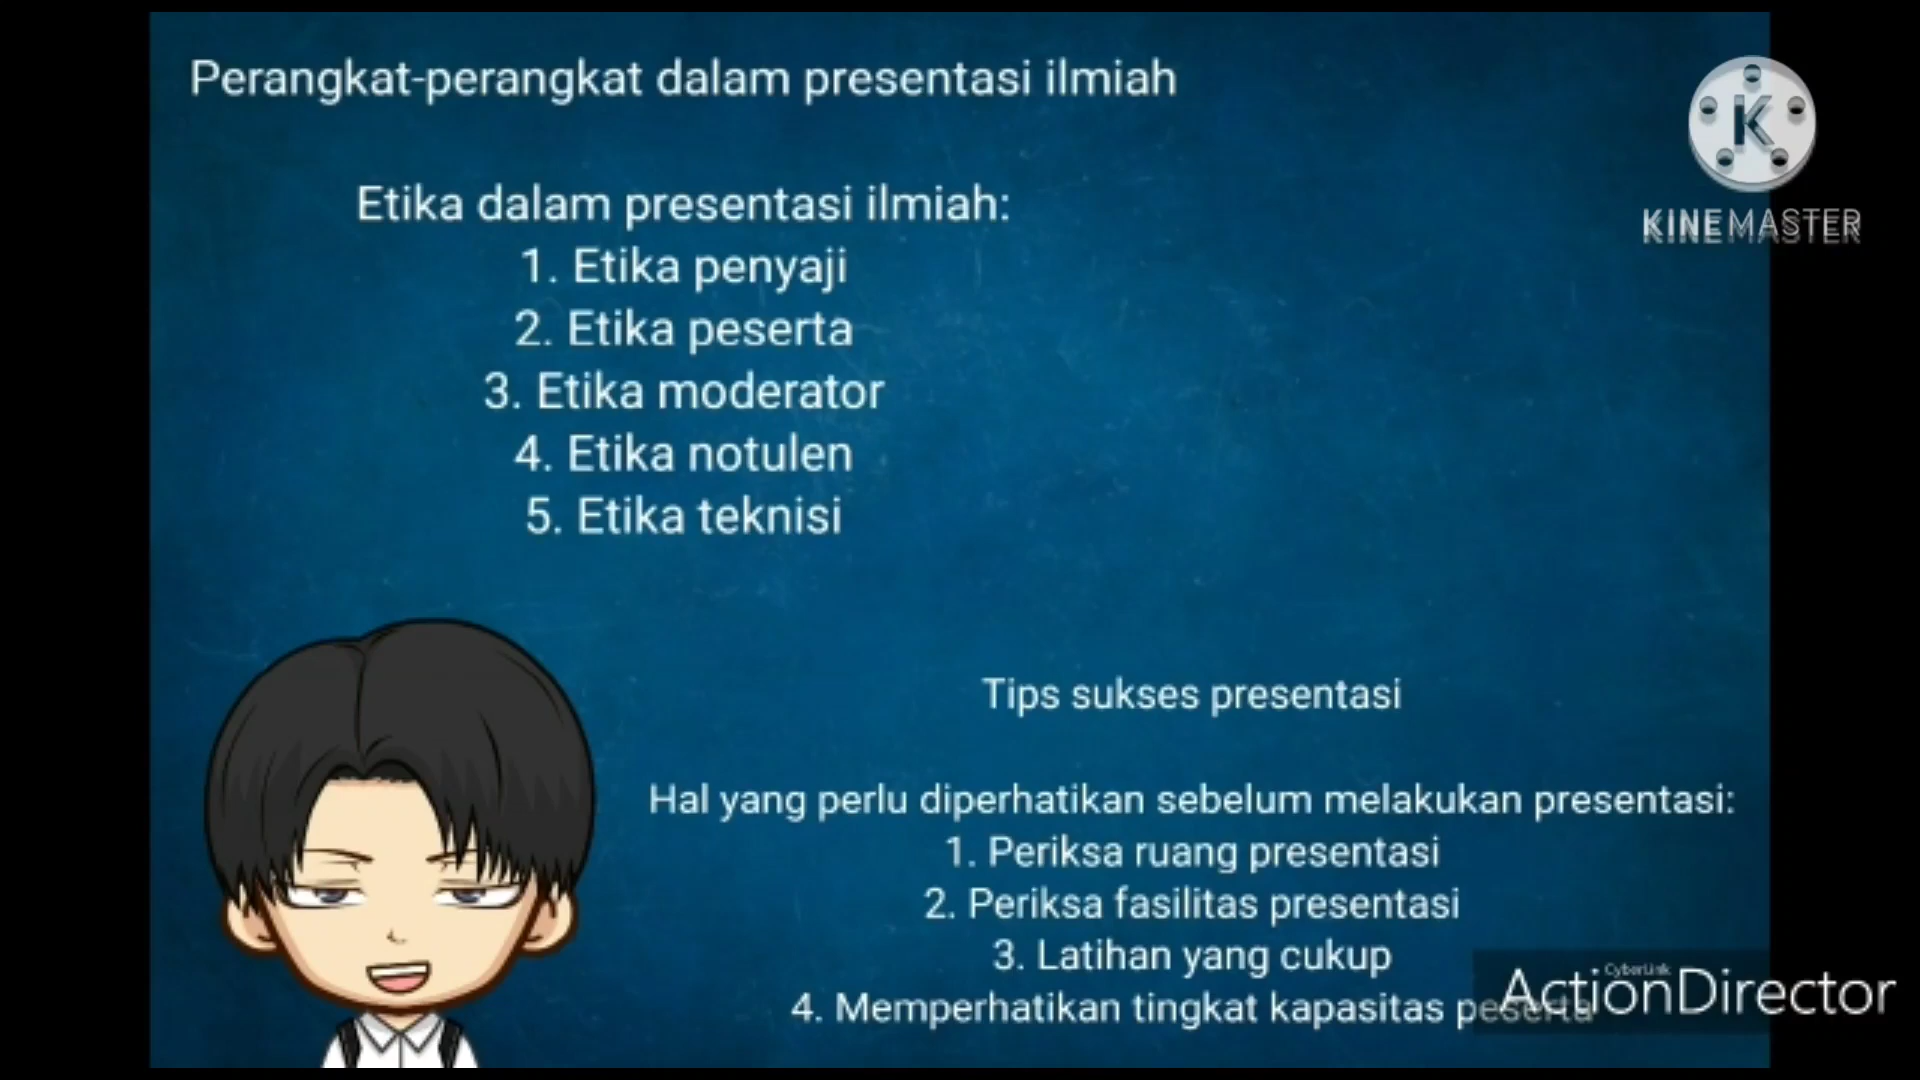 Perangkat-perangkat dalam presentasi ilmiah
Etika dalam presentasi ilmiah:
1. Etika penyaji
2. Etika peserta
3. Etika moderator
4. Etika notulen
5. Etika teknisi
K
KINEMASTER
Tips sukses presentasi
Hal yang perlu diperhatikan sebelum melakukan presentasi:
1. Periksa ruang presentasi
2. Periksa fasilitas presentasi
3. Latihan yang cukup
4. Memperhatikan tingkat kapasitas peserta
CyberLink
ActionDirector